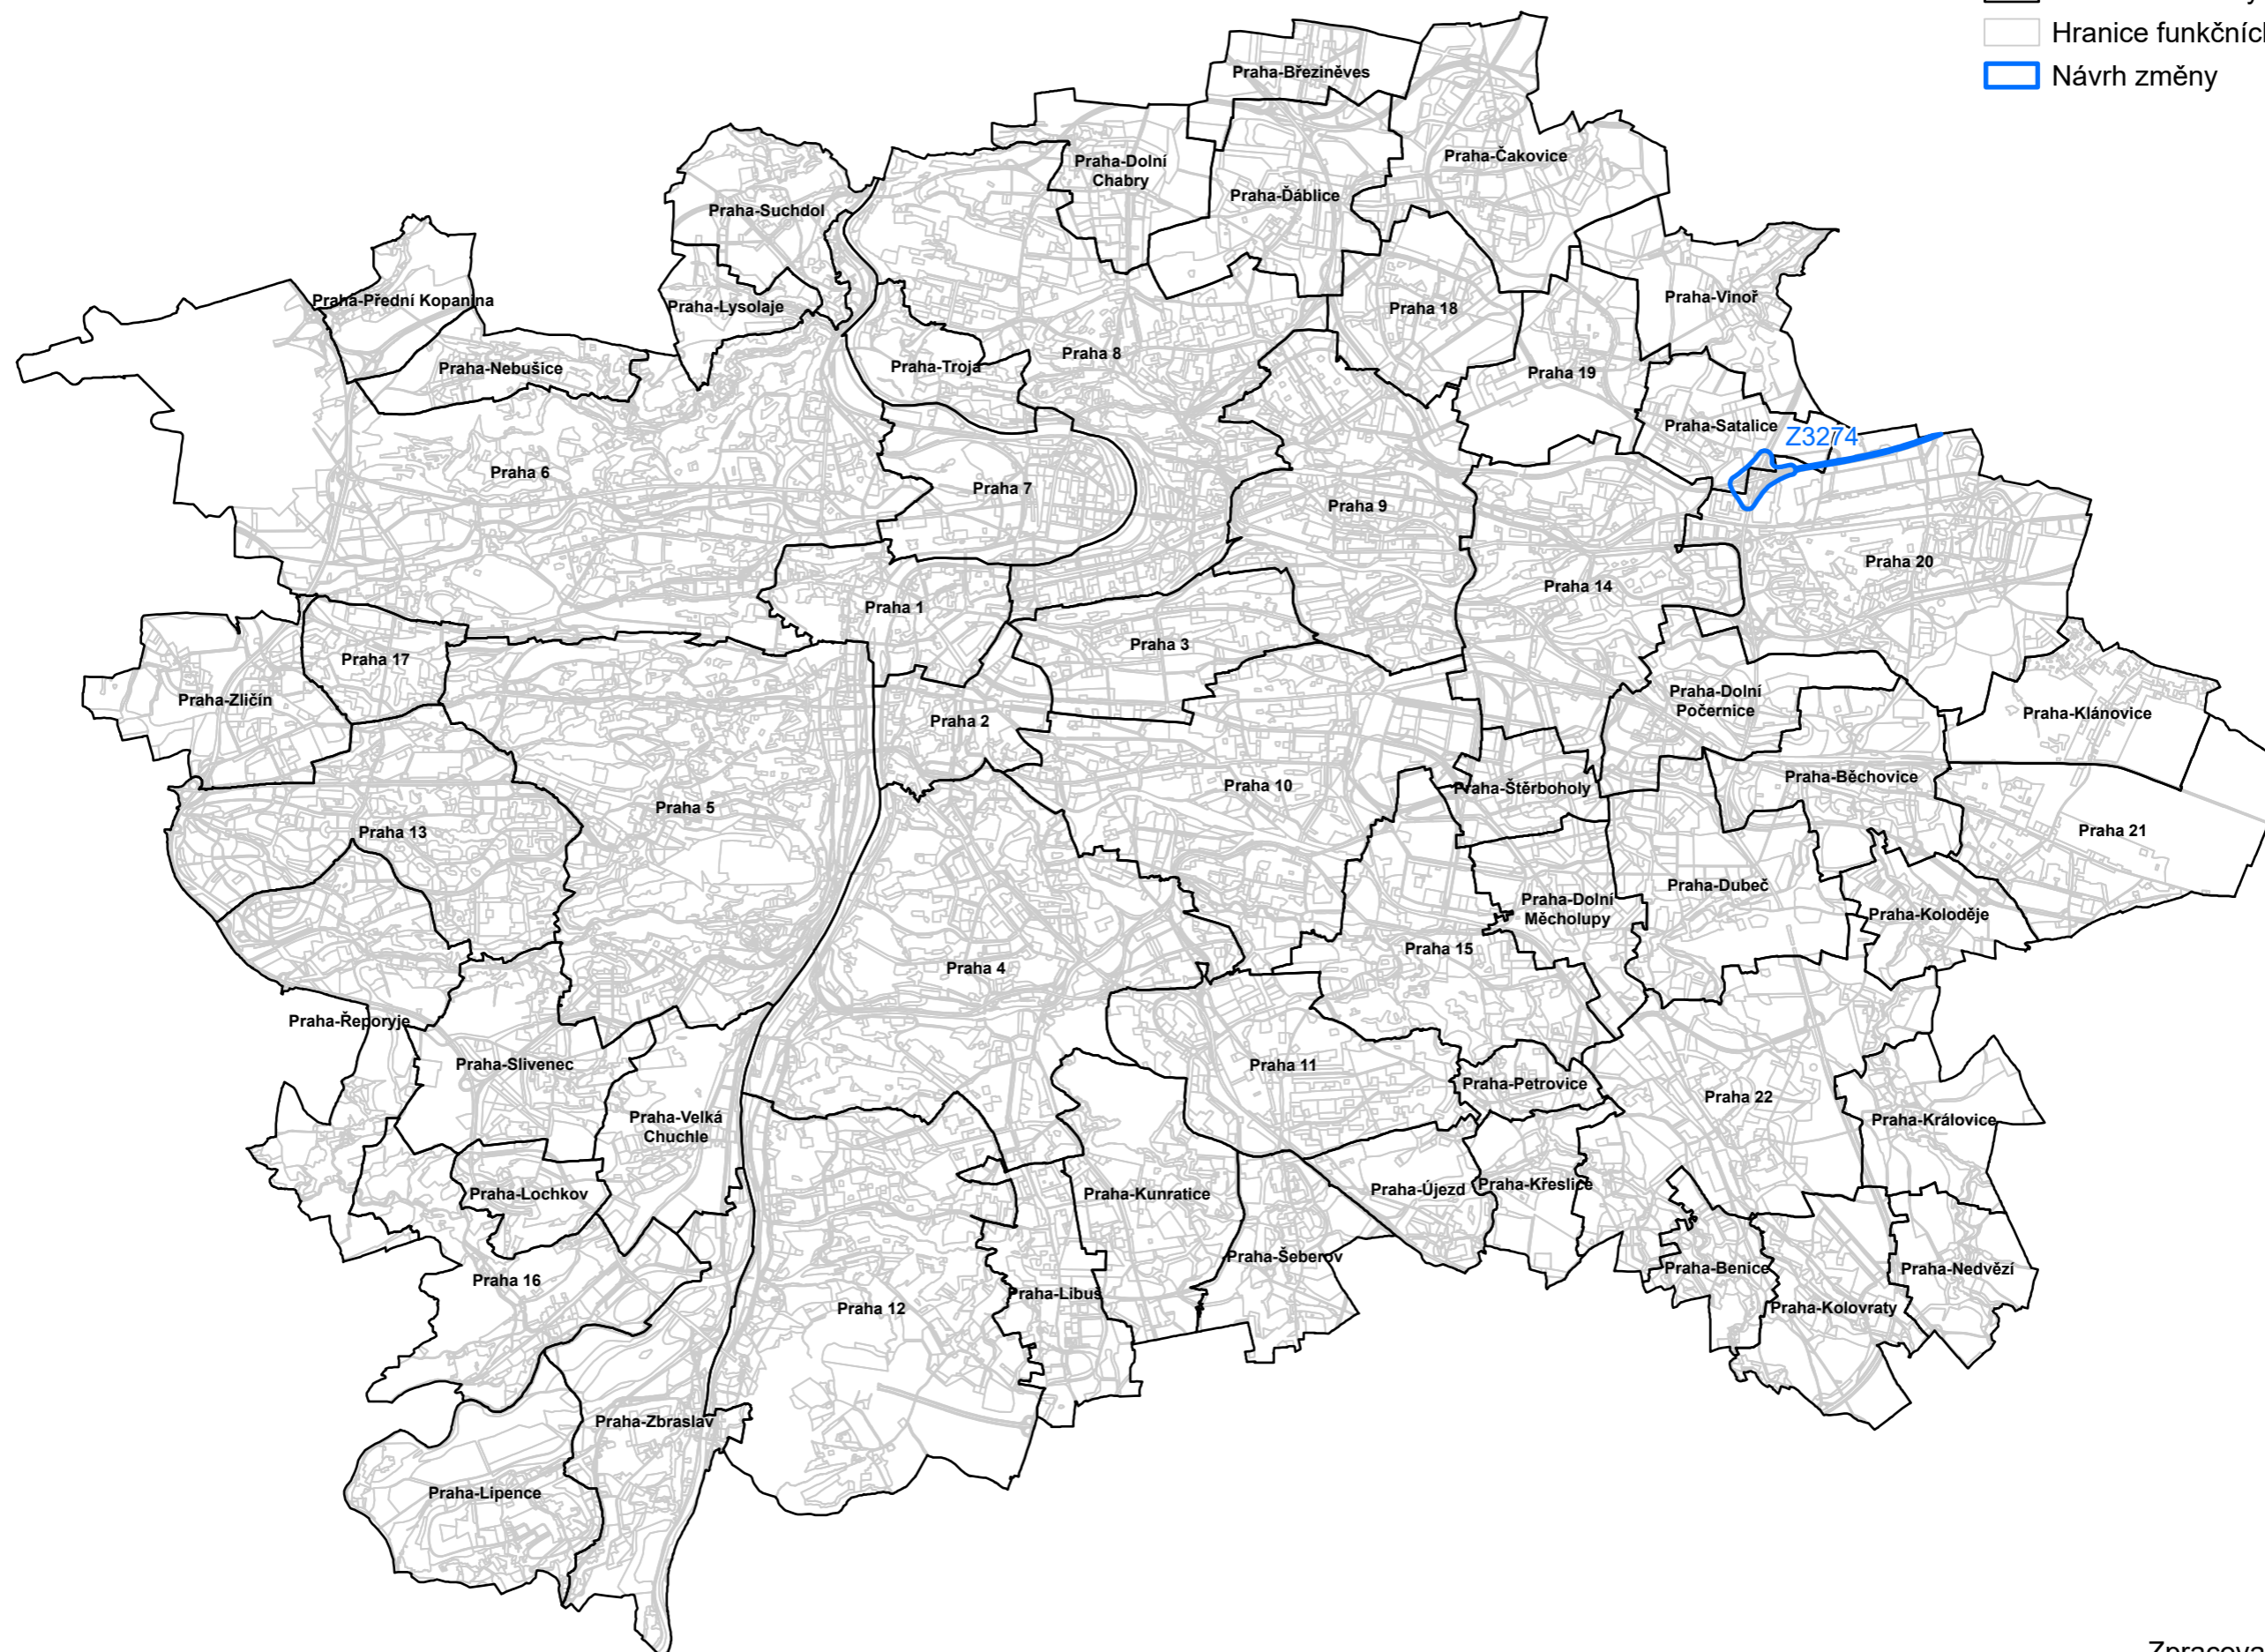 Hranice funkčních
Návrh změny
Praha-Březiněves
Praha-Čakovice
Praha-Dolní
Chabry
Praha-Ďáblice
Praha-Suchdol
Praha-Přední Kopanina
Praha-Lysolaje
Praha-Vinoř
Praha 18
Praha-Nebušice
Praha-Troja
Praha 8
Praha 19
Praha-Satalice
Z3274
Praha 6
Praha 7
Praha 9
Praha 20
Praha 14
Praha 1
Praha 3
Praha 17
Praha-Zličín
Praha-Dolní
Počernice
Praha-Klánovice
Praha 2
Praha-Běchovice
Praha 10
Praha-Štěrboholy
Praha 5
Praha 13
Praha 21
Praha-Dubeč
Praha-Dolní
Měcholupy
Praha-Koloděje
Praha 15
Praha 4
Praha-Řeporyje
Praha-Slivenec
Praha 11
Praha-Petrovice
Praha 22
Praha-Královice
Praha-Velká
Chuchle
Praha-Lochkov
Praha-Kunratice
Praha-Újezd
Praha-Křeslice
Praha-Šeberov
Praha-Benice
Praha-Nedvězí
Praha 16
Praha-Libuš
Praha 12
Praha-Kolovraty
Praha-Zbraslav
Praha-Lipence
Zpracova